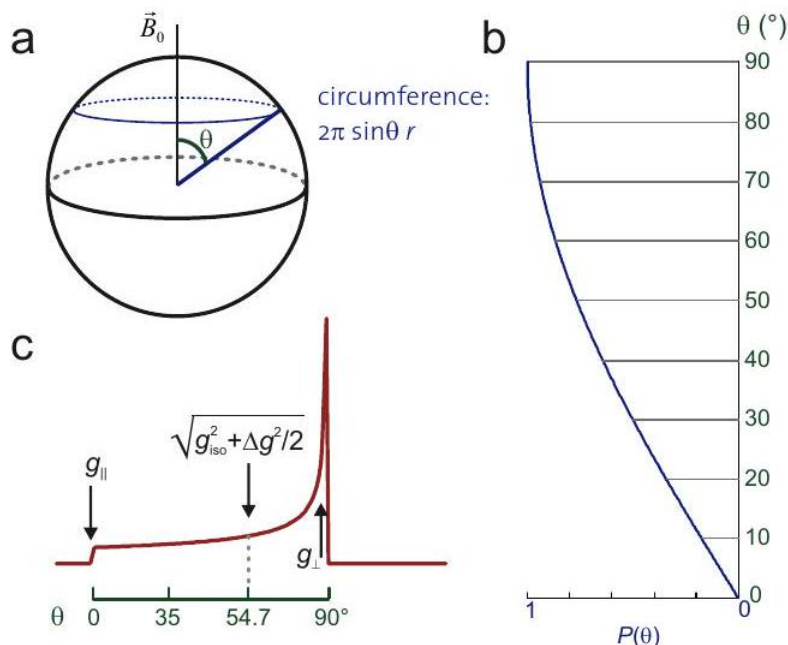 a
B⃗₀
θ
circumference:
2π sinθ r
b
θ (°)
90
80
70
60
50
40
30
20
10
0
1
0
P(θ)
c
g∥
√(g²iso+Δg²/2)
g⊥
θ 0 35 54.7 90°